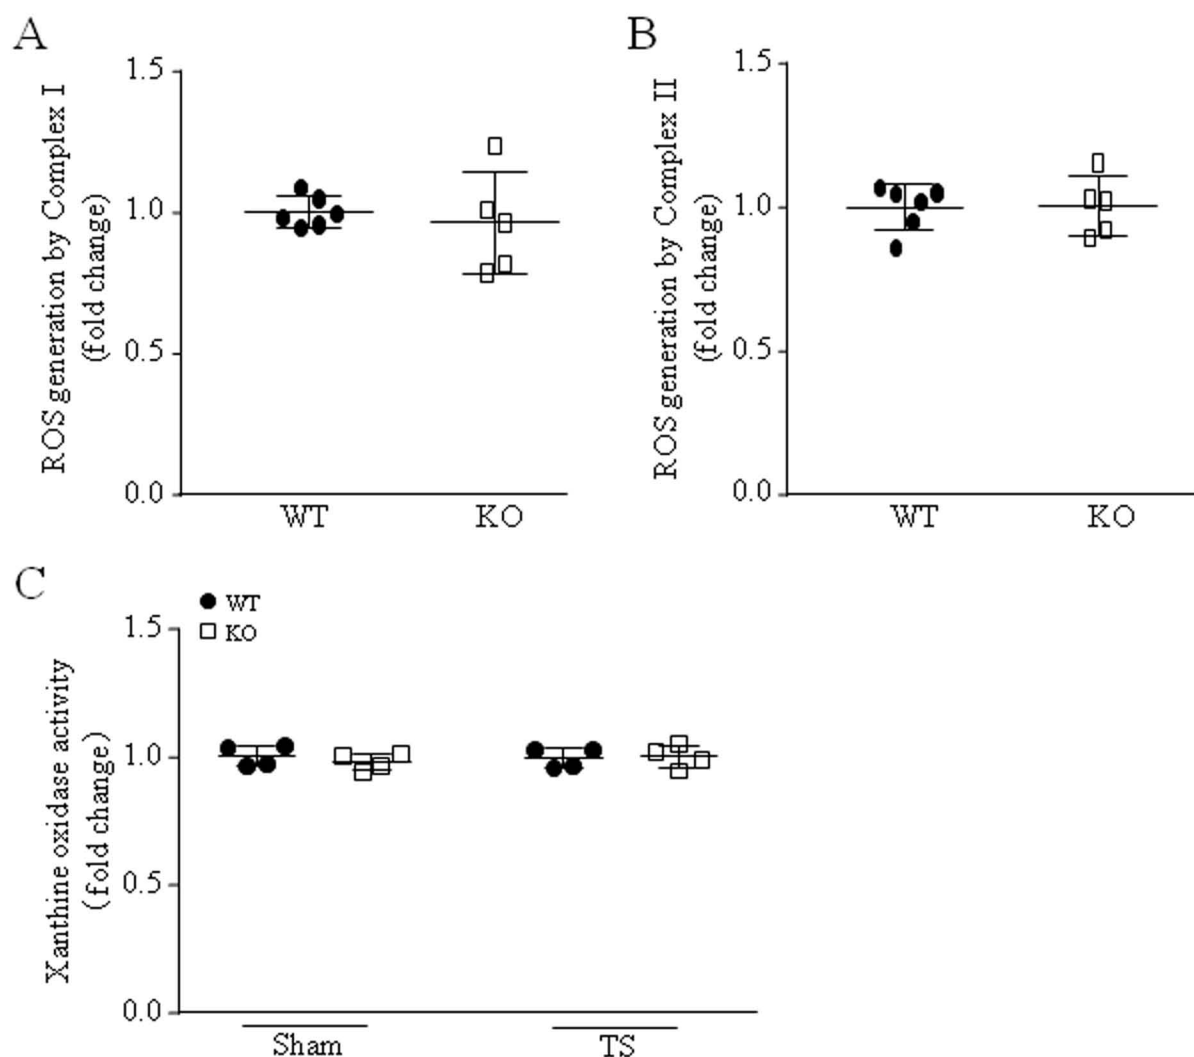 A
ROS generation by Complex I
(fold change)
1.5
1.0
0.5
0.0
WT
KO
B
ROS generation by Complex II
(fold change)
1.5
1.0
0.5
0.0
WT
KO
C
WT
KO
Xanthine oxidase activity
(fold change)
1.5
1.0
0.5
0.0
Sham
TS